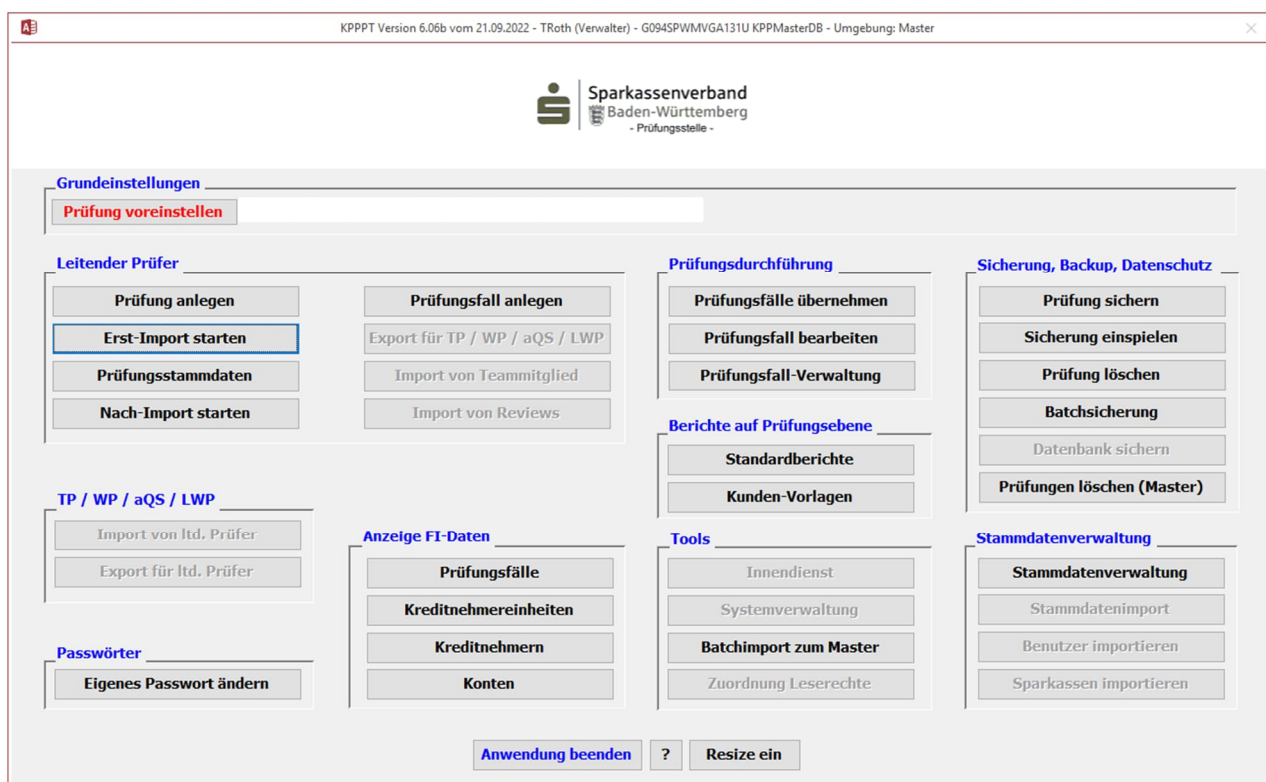 KPPPT Version 6.06b vom 21.09.2022 - TRoth (Verwalter) - G094SPWMVGA131U KPPMasterDB - Umgebung: Master
Sparkassenverband
Baden-Württemberg
- Prüfungsstelle -
Grundeinstellungen
Prüfung voreinstellen
Leitender Prüfer
Prüfung anlegen
Erst-Import starten
Prüfungsstammdaten
Nach-Import starten
Prüfungsfall anlegen
Export für TP / WP / aQS / LWP
Import von Teammitglied
Import von Reviews
Prüfungsdurchführung
Prüfungsfälle übernehmen
Prüfungsfall bearbeiten
Prüfungsfall-Verwaltung
Sicherung, Backup, Datenschutz
Prüfung sichern
Sicherung einspielen
Prüfung löschen
Batchsicherung
Datenbank sichern
Prüfungen löschen (Master)
Berichte auf Prüfungsebene
Standardberichte
Kunden-Vorlagen
TP / WP / aQS / LWP
Import von ltd. Prüfer
Export für ltd. Prüfer
Anzeige FI-Daten
Prüfungsfälle
Kreditnehmereinheiten
Kreditnehmern
Konten
Tools
Innendienst
Systemverwaltung
Batchimport zum Master
Zuordnung Leserechte
Stammdatenverwaltung
Stammdatenverwaltung
Stammdatenimport
Benutzer importieren
Sparkassen importieren
Passwörter
Eigenes Passwort ändern
Anwendung beenden
?
Resize ein